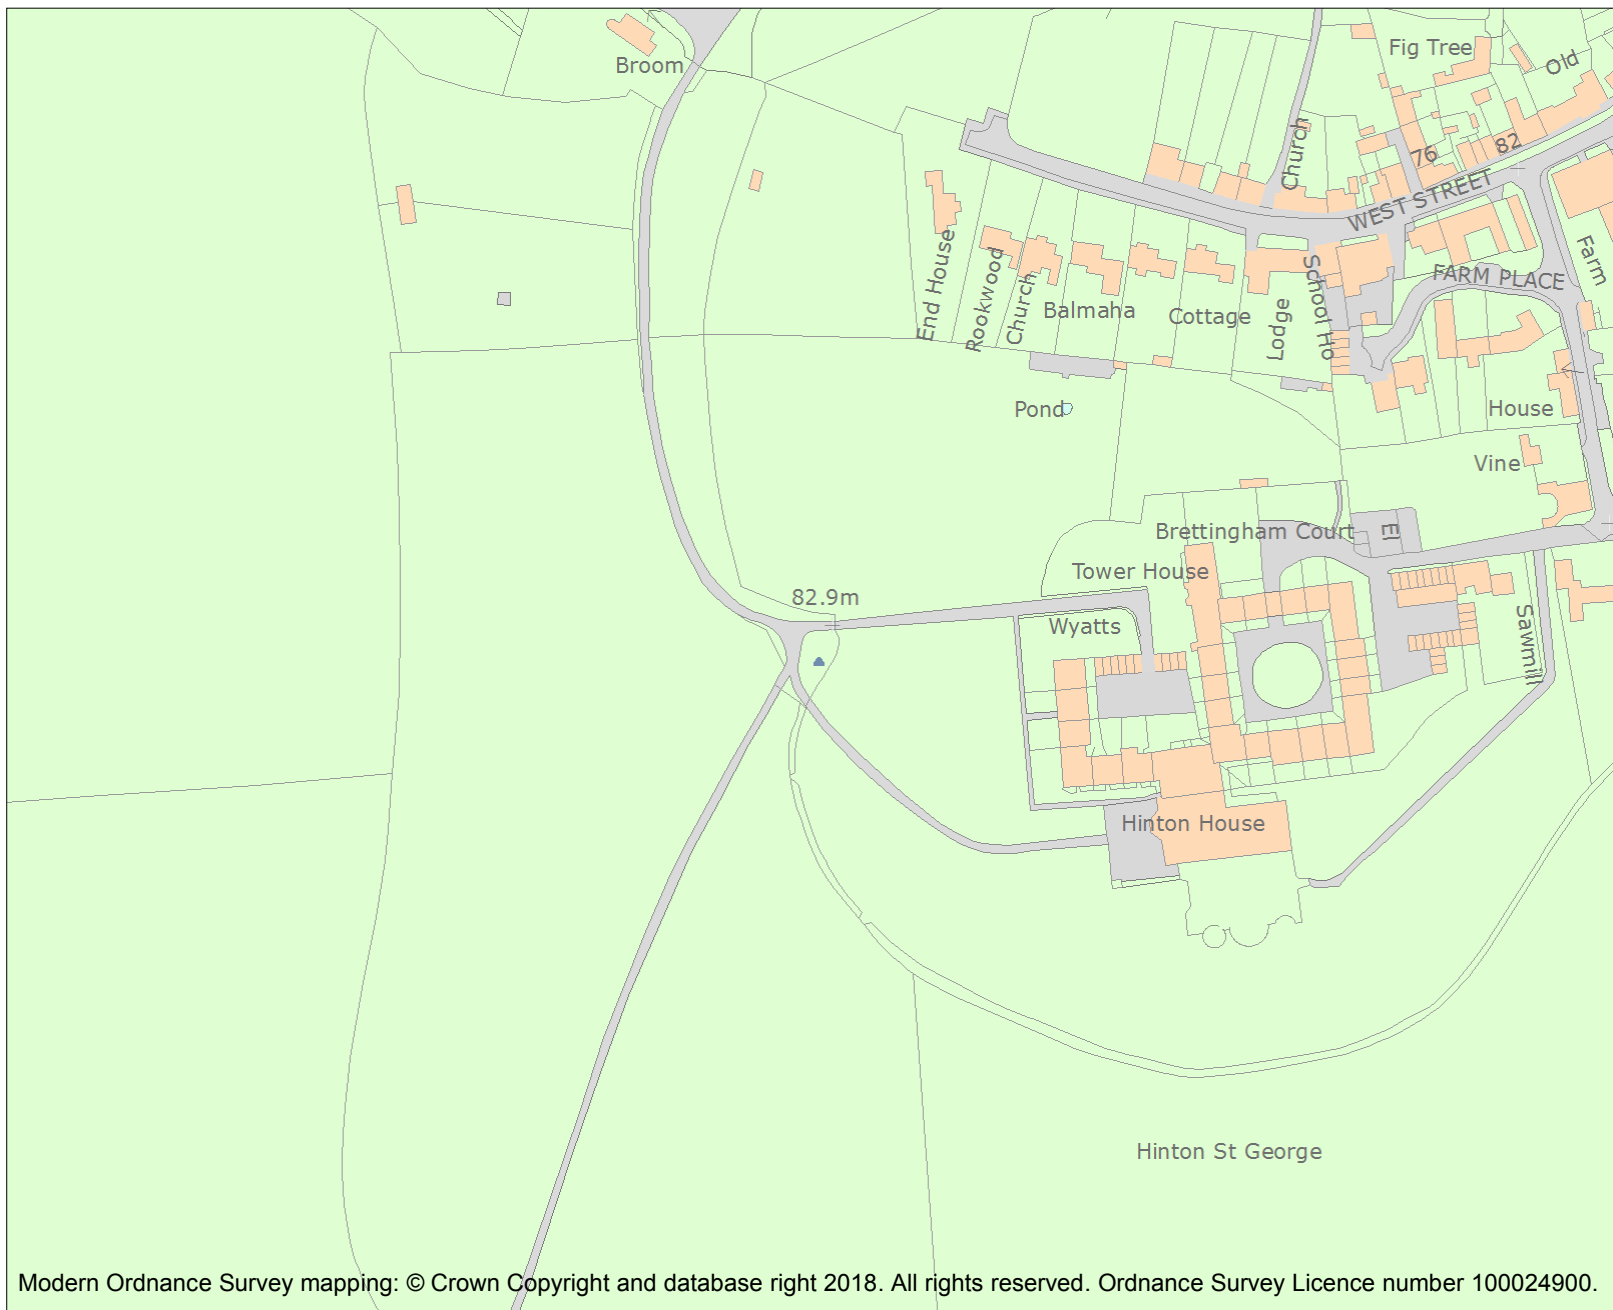 Fig Tree
Old
Broom
82
Church
76
WEST STREET
Farm
End House
Rookwood
Church
Balmaha
Cottage
Lodge
School Ho
FARM PLACE
Pond
House
Vine
Brettingham Court
El
Tower House
82.9m
Wyatts
Sawmill
Hinton House
Hinton St George
Modern Ordnance Survey mapping: © Crown Copyright and database right 2018. All rights reserved. Ordnance Survey Licence number 100024900.